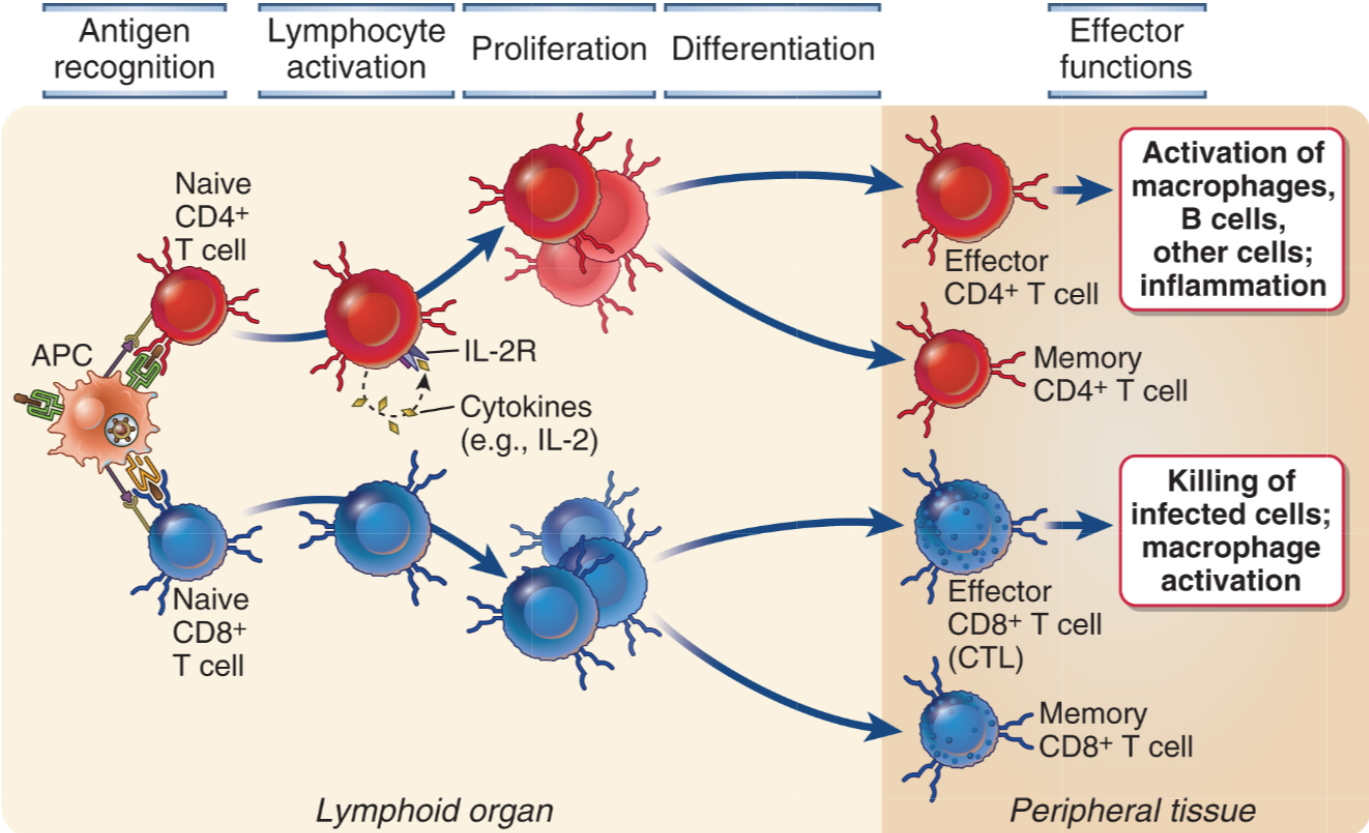 Antigen
recognition
Lymphocyte
activation
Proliferation
Differentiation
Effector
functions
Naive
CD4⁺
T cell
APC
IL-2R
Cytokines
(e.g., IL-2)
Naive
CD8⁺
T cell
Effector
CD4⁺ T cell
Activation of
macrophages,
B cells,
other cells;
inflammation
Memory
CD4⁺ T cell
Effector
CD8⁺ T cell
(CTL)
Killing of
infected cells;
macrophage
activation
Memory
CD8⁺ T cell
Lymphoid organ
Peripheral tissue